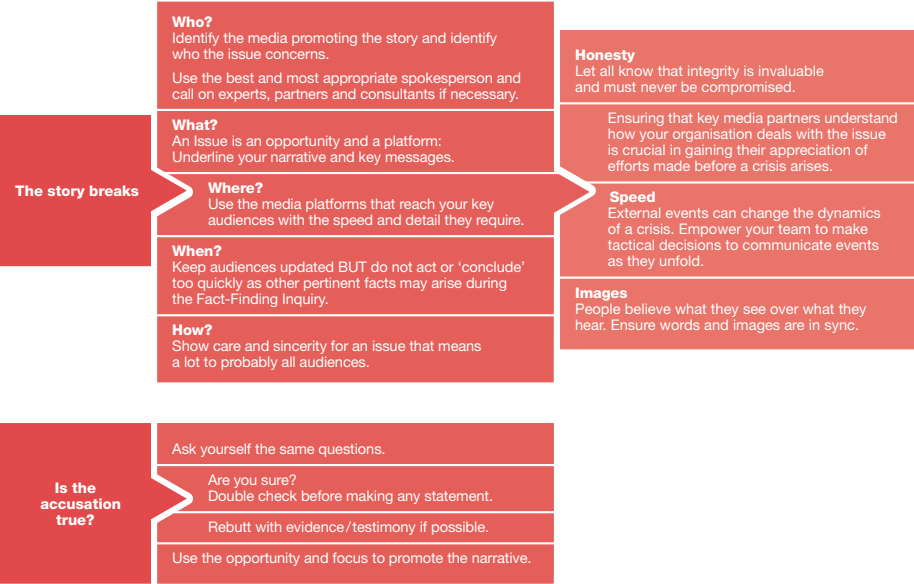 The story breaks
Who?
Identify the media promoting the story and identify
who the issue concerns.
Use the best and most appropriate spokesperson and
call on experts, partners and consultants if necessary.
What?
An Issue is an opportunity and a platform:
Underline your narrative and key messages.
Where?
Use the media platforms that reach your key
audiences with the speed and detail they require.
When?
Keep audiences updated BUT do not act or ‘conclude’
too quickly as other pertinent facts may arise during
the Fact-Finding Inquiry.
How?
Show care and sincerity for an issue that means
a lot to probably all audiences.
Honesty
Let all know that integrity is invaluable
and must never be compromised.
Ensuring that key media partners understand
how your organisation deals with the issue
is crucial in gaining their appreciation of
efforts made before a crisis arises.
Speed
External events can change the dynamics
of a crisis. Empower your team to make
tactical decisions to communicate events
as they unfold.
Images
People believe what they see over what they
hear. Ensure words and images are in sync.
Is the
accusation
true?
Ask yourself the same questions.
Are you sure?
Double check before making any statement.
Rebutt with evidence/testimony if possible.
Use the opportunity and focus to promote the narrative.